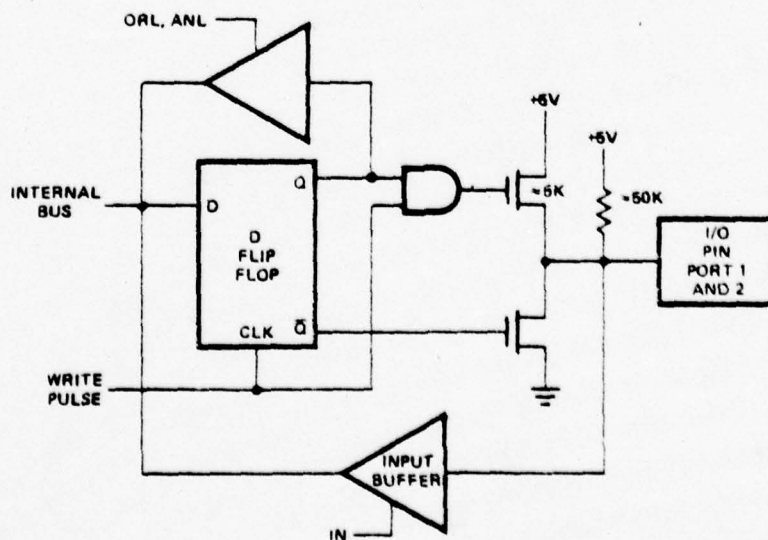 ORL, ANL
+5V
+5V
INTERNAL
BUS
D
Q
≈5K
≈50K
D
FLIP
FLOP
I/O
PIN
PORT 1
AND 2
CLK
Q̅
WRITE
PULSE
INPUT
BUFFER
IN